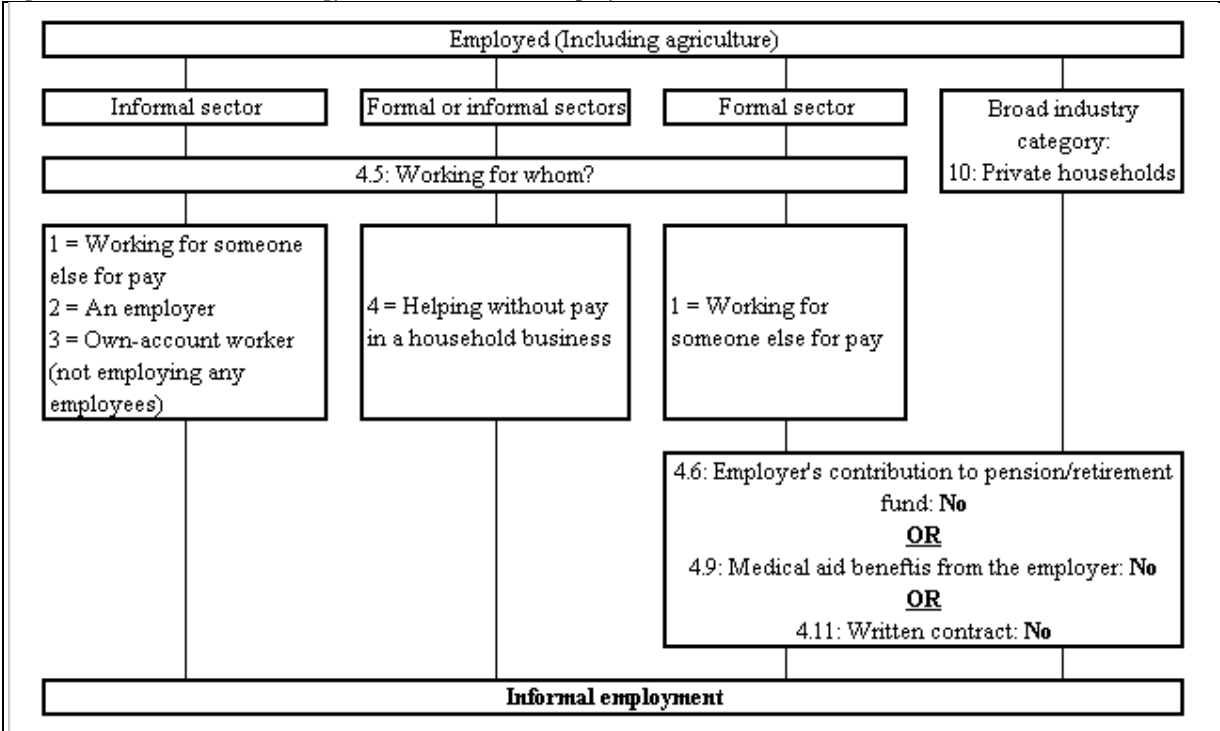 Employed (Including agriculture)
Informal sector
Formal or informal sectors
Formal sector
Broad industry
category:
10: Private households
4.5: Working for whom?
1 = Working for someone
else for pay
2 = An employer
3 = Own-account worker
(not employing any
employees)
4 = Helping without pay
in a household business
1 = Working for
someone else for pay
4.6: Employer's contribution to pension/retirement
fund: No
OR
4.9: Medical aid beneftis from the employer: No
OR
4.11: Written contract: No
Informal employment